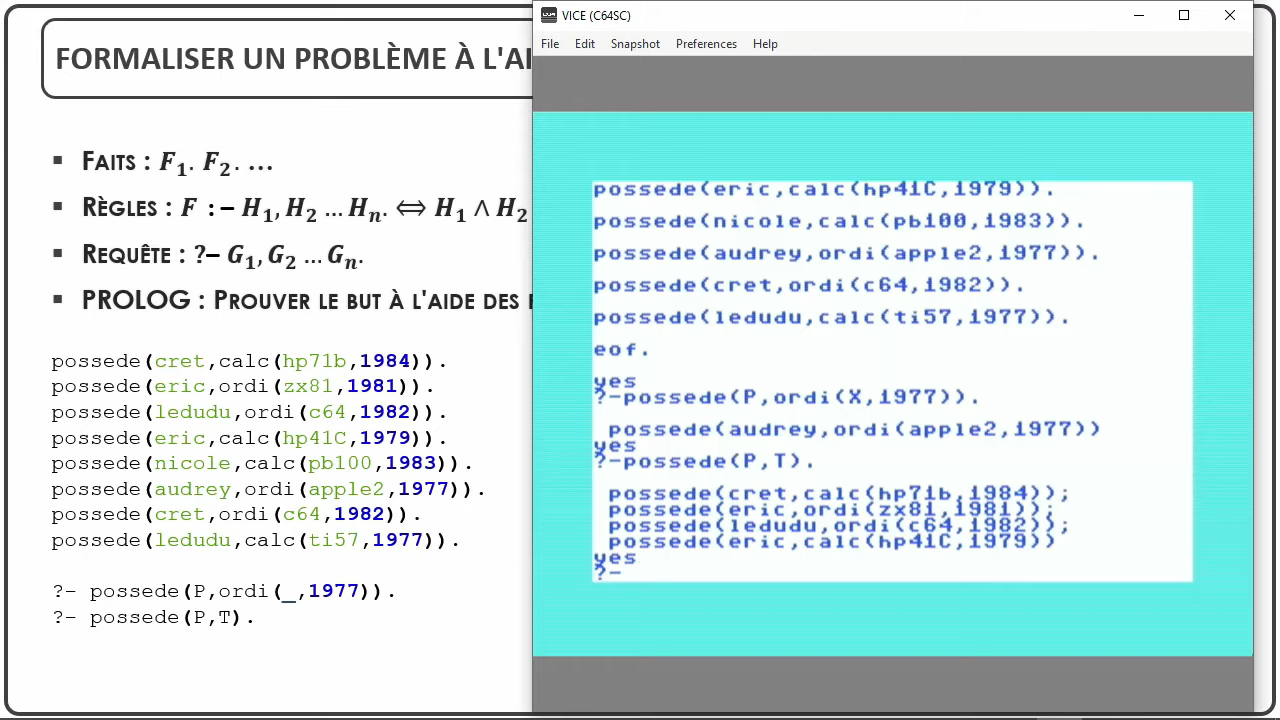 FORMALISER UN PROBLÈME À L'AI
▪ FAITS : F₁. F₂. …
▪ RÈGLES : F :− H₁, H₂ … Hₙ. ⟺ H₁ ∧ H₂
▪ REQUÊTE : ?− G₁, G₂ … Gₙ.
▪ PROLOG : PROUVER LE BUT À L'AIDE DES
possede(cret,calc(hp71b,1984)).
possede(eric,ordi(zx81,1981)).
possede(ledudu,ordi(c64,1982)).
possede(eric,calc(hp41C,1979)).
possede(nicole,calc(pb100,1983)).
possede(audrey,ordi(apple2,1977)).
possede(cret,ordi(c64,1982)).
possede(ledudu,calc(ti57,1977)).
?- possede(P,ordi(_,1977)).
?- possede(P,T).
VICE (C64SC)
File Edit Snapshot Preferences Help
possede(eric,calc(hp41C,1979)).
possede(nicole,calc(pb100,1983)).
possede(audrey,ordi(apple2,1977)).
possede(cret,ordi(c64,1982)).
possede(ledudu,calc(ti57,1977)).
eof.
yes
?-possede(P,ordi(X,1977)).
possede(audrey,ordi(apple2,1977))
yes
?-possede(P,T).
possede(cret,calc(hp71b,1984));
possede(eric,ordi(zx81,1981));
possede(ledudu,ordi(c64,1982));
possede(eric,calc(hp41C,1979))
yes
?-